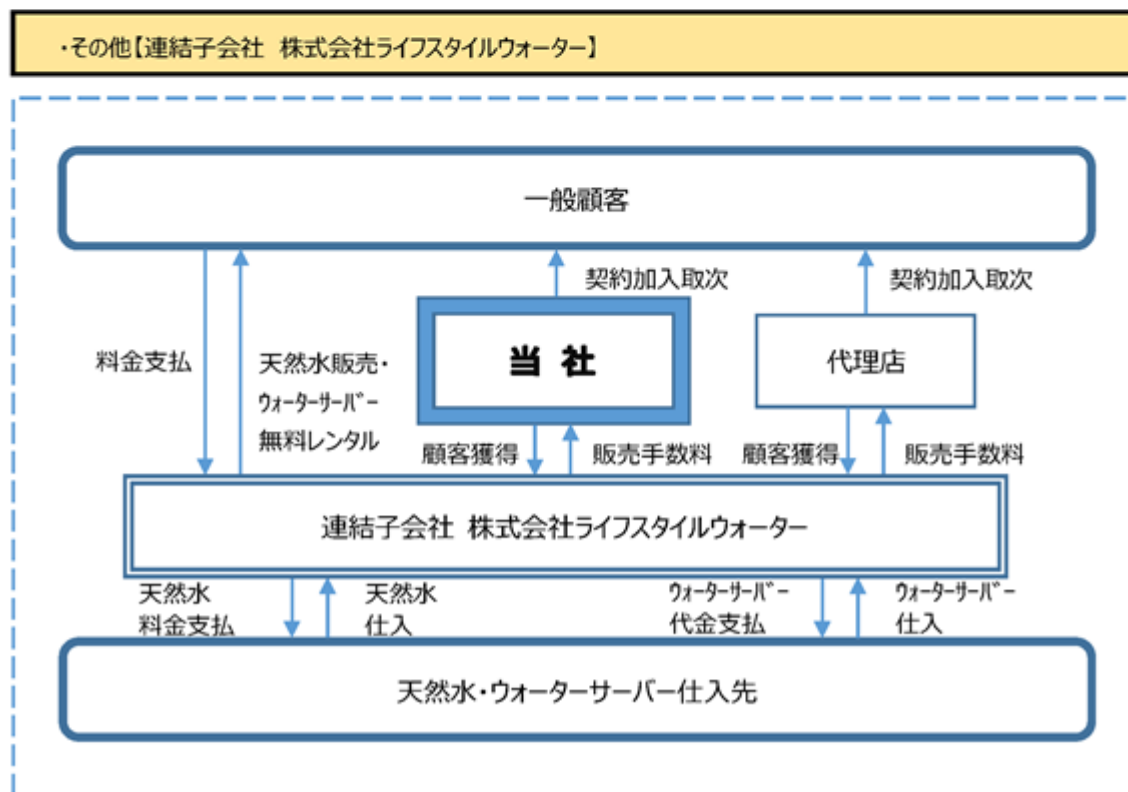 ・その他【連結子会社 株式会社ライフスタイルウォーター】
一般顧客
契約加入取次
契約加入取次
料金支払
天然水販売・
ｳｫｰﾀｰｻｰﾊﾞｰ
無料レンタル
当 社
代理店
顧客獲得
販売手数料
顧客獲得
販売手数料
連結子会社 株式会社ライフスタイルウォーター
天然水
料金支払
天然水
仕入
ｳｫｰﾀｰｻｰﾊﾞｰ
代金支払
ｳｫｰﾀｰｻｰﾊﾞｰ
仕入
天然水・ウォーターサーバー仕入先